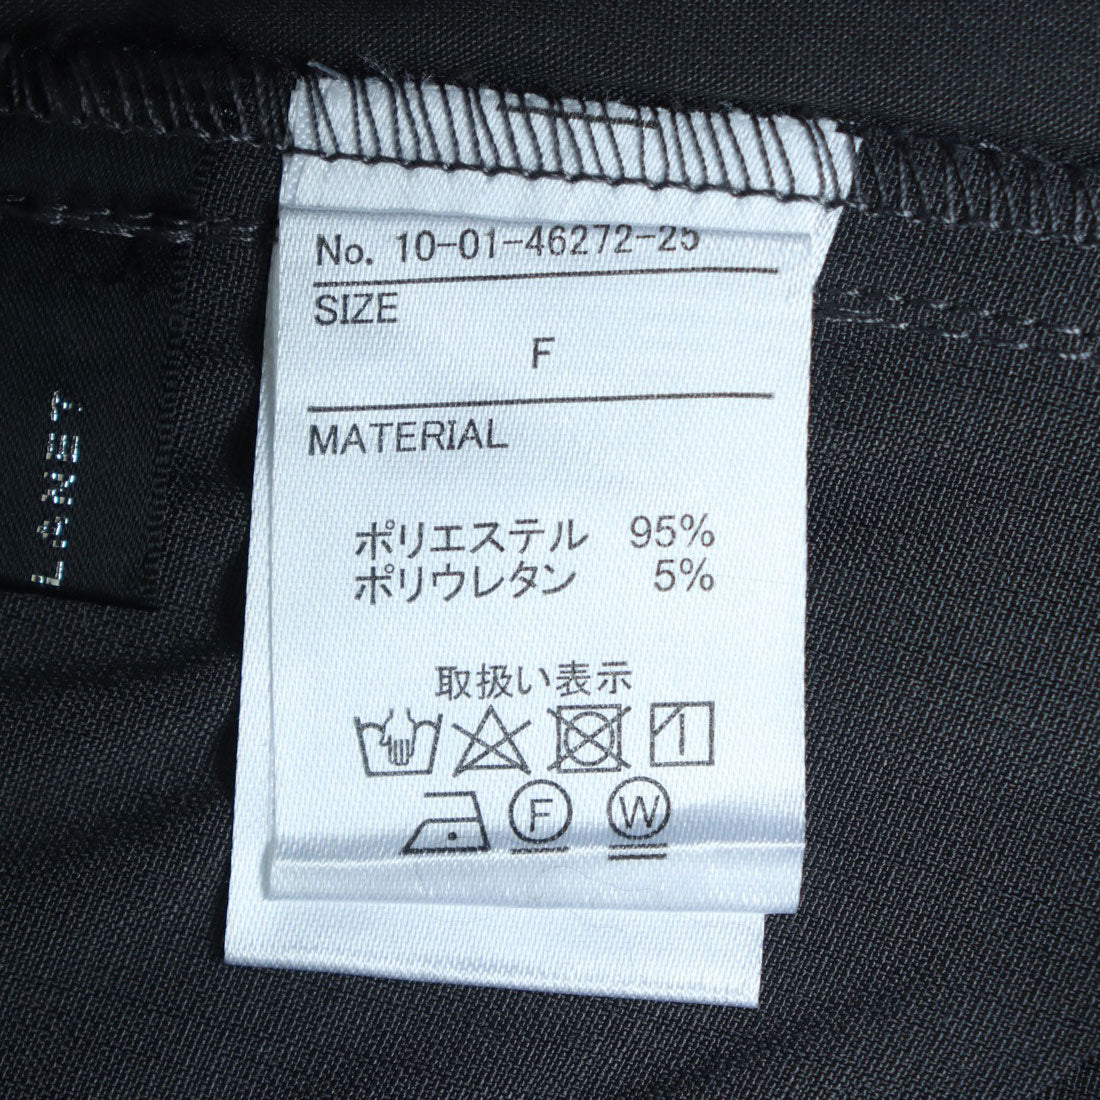 No. 10-01-46272-25
SIZE
F
MATERIAL
ポリエステル 95%
ポリウレタン 5%
取扱い表示
F W
LANEY